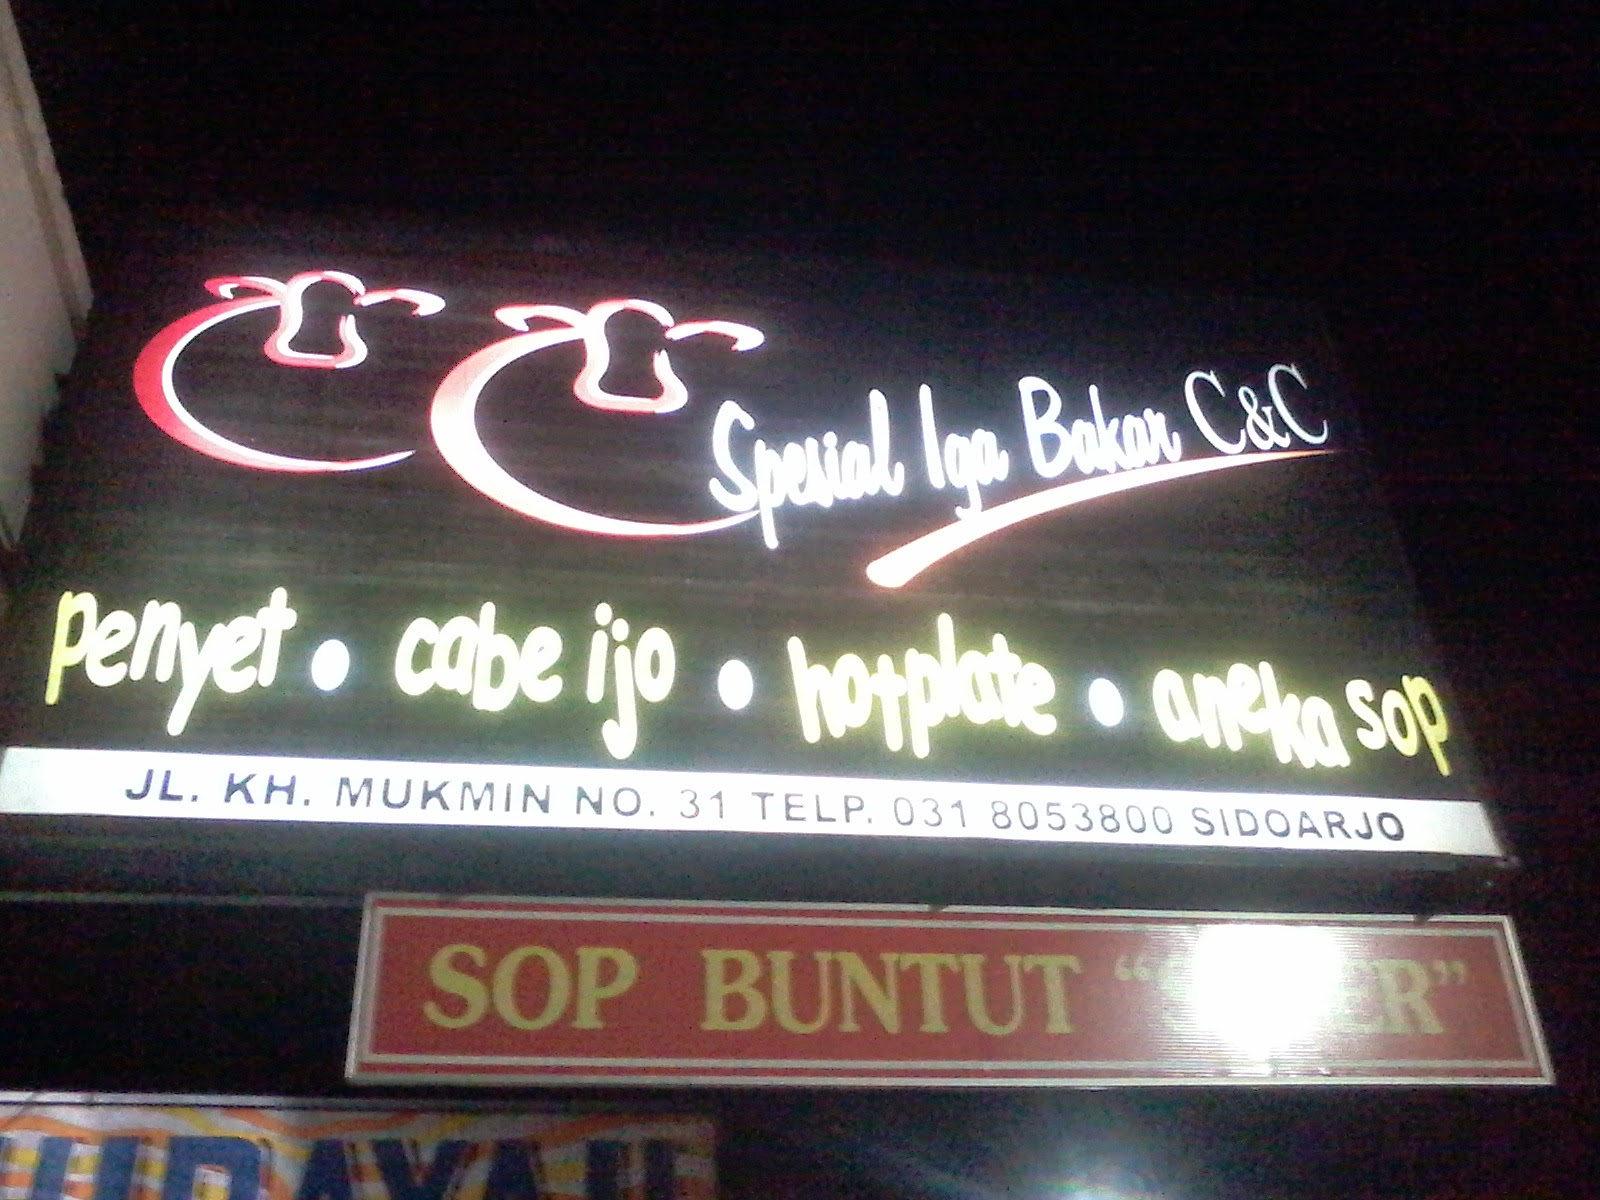 Spesial Iga Bakar C&C
penyet • cabe ijo • hotplate • aneka sop
JL. KH. MUKMIN NO. 31 TELP. 031 8053800 SIDOARJO
SOP BUNTUT